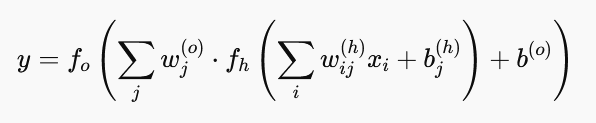 y = f_o \left( \sum_j w_j^{(o)} \cdot f_h \left( \sum_i w_{ij}^{(h)} x_i + b_j^{(h)} \right) + b^{(o)} \right)